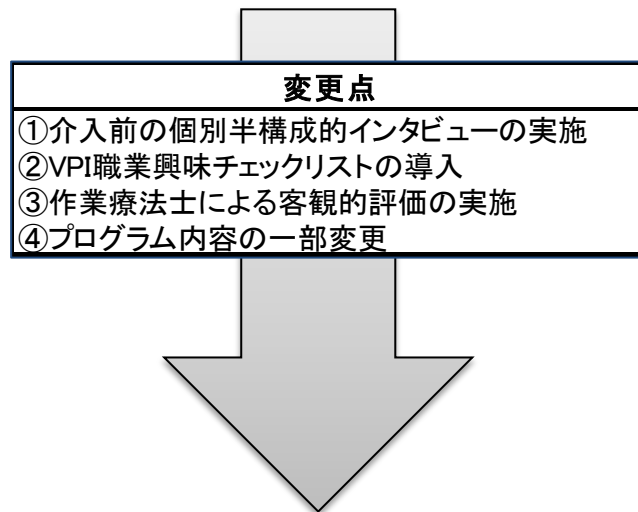 変更点
①介入前の個別半構成的インタビューの実施
②VPI職業興味チェックリストの導入
③作業療法士による客観的評価の実施
④プログラム内容の一部変更